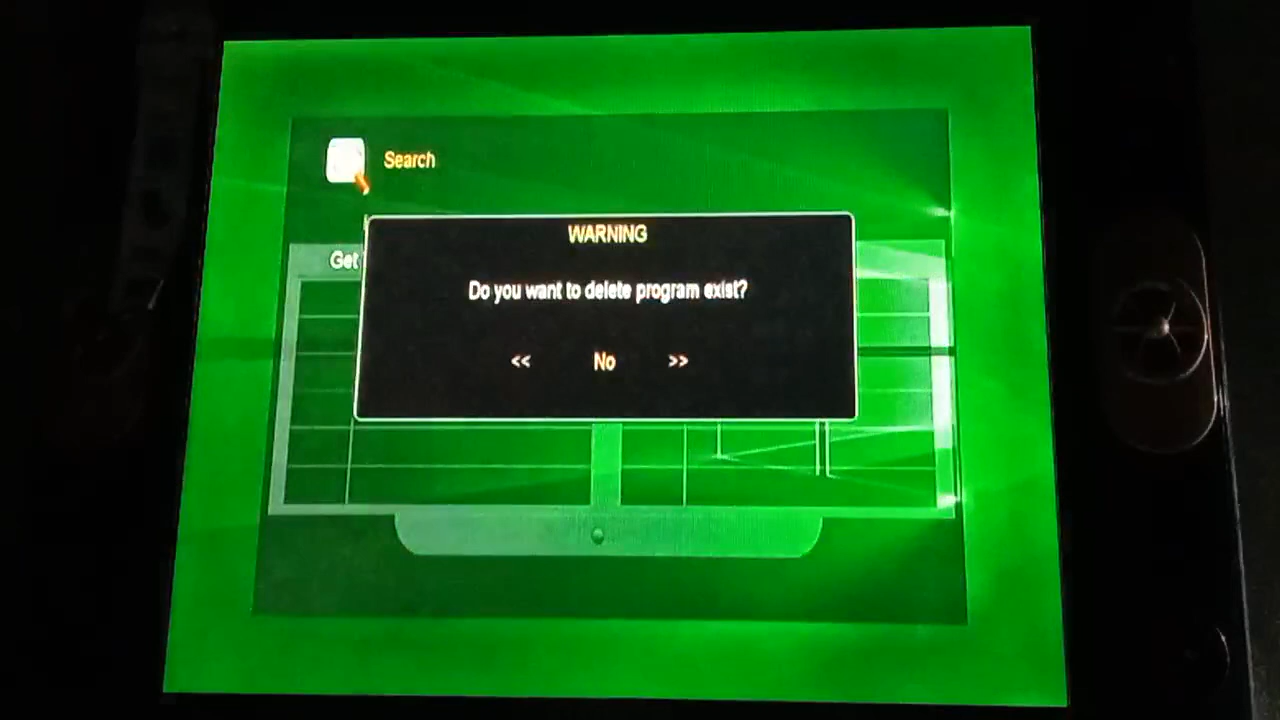 Search
WARNING
Get
Do you want to delete program exist?
<< No >>